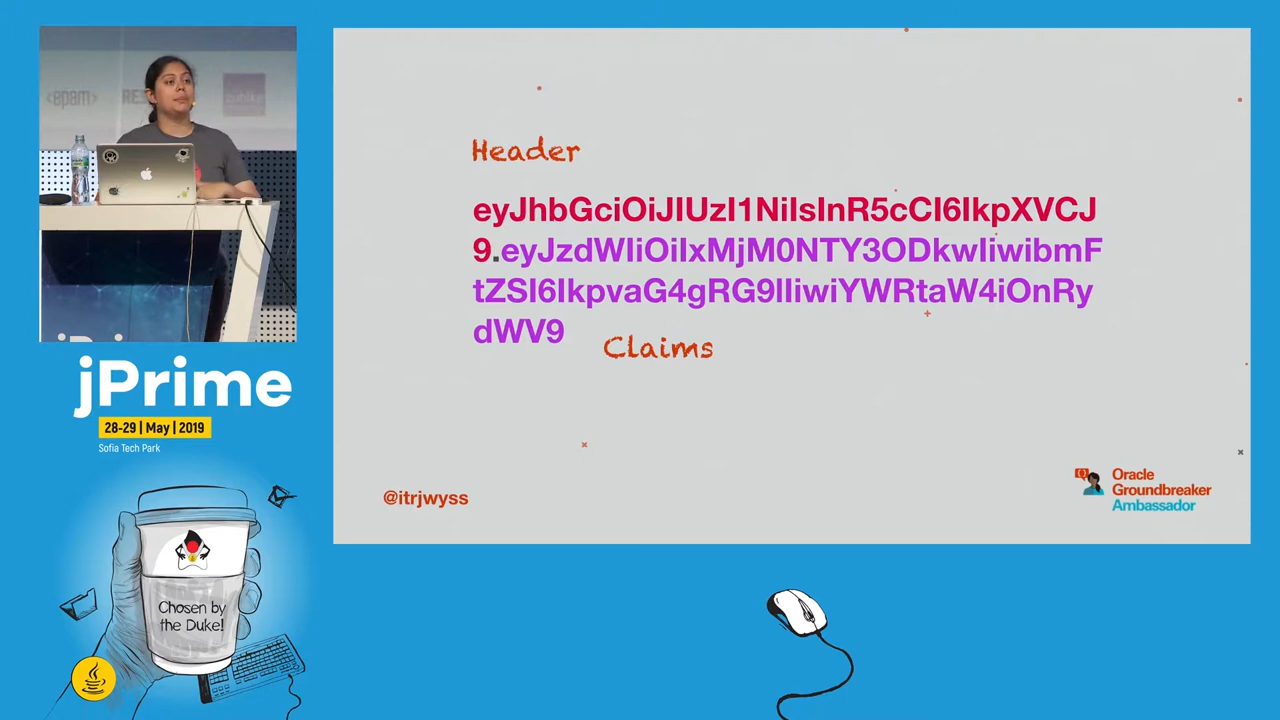 <epam>
jPrime
28-29 | May | 2019
Sofia Tech Park
Chosen by
the Duke!
Header
eyJhbGciOiJIUzI1NiIsInR5cCI6IkpXVCJ
9.eyJzdWIiOiIxMjM0NTY3ODkwIiwibmF
tZSI6IkpvaG4gRG9lIiwiYWRtaW4iOnRy
dWV9
Claims
@itrjwyss
Oracle
Groundbreaker
Ambassador